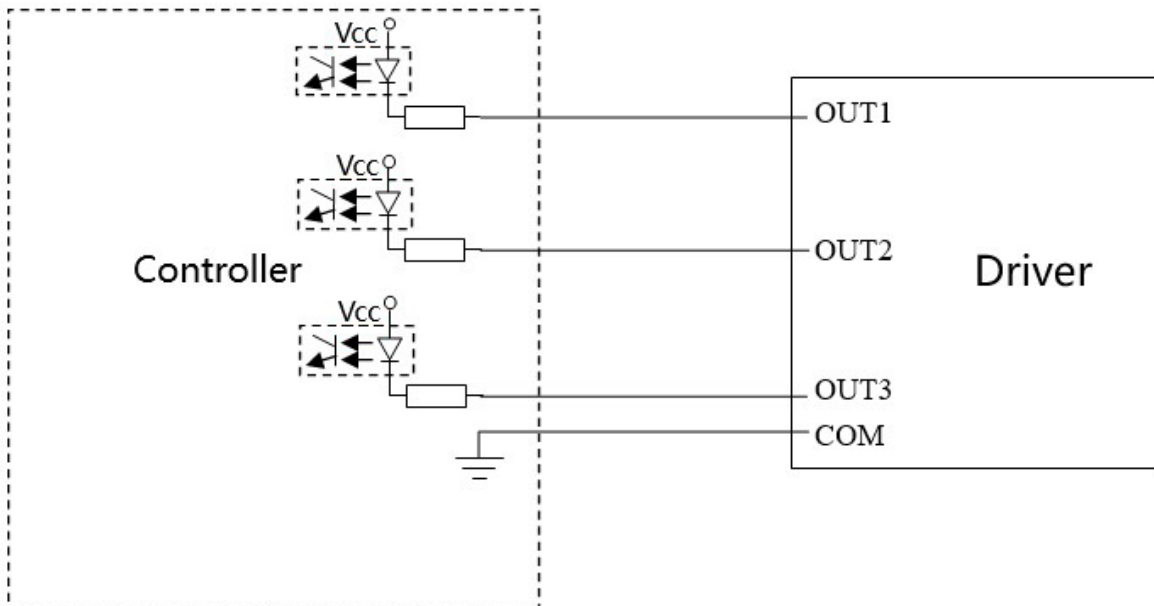 Vcc
OUT1
Vcc
OUT2
Controller
Driver
Vcc
OUT3
COM